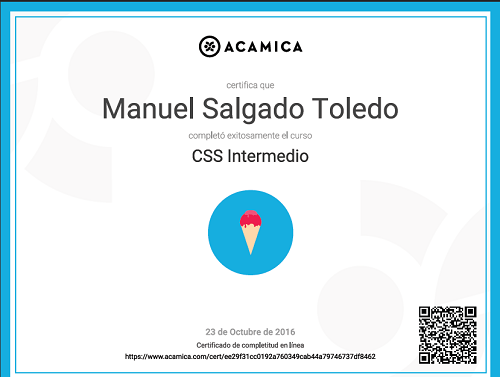 ACAMICA
certifica que
Manuel Salgado Toledo
completó exitosamente el curso
CSS Intermedio
23 de Octubre de 2016
Certificado de completitud en línea
https://www.acamica.com/cert/ee29f31cc0192a760349cab44a79746737df8462